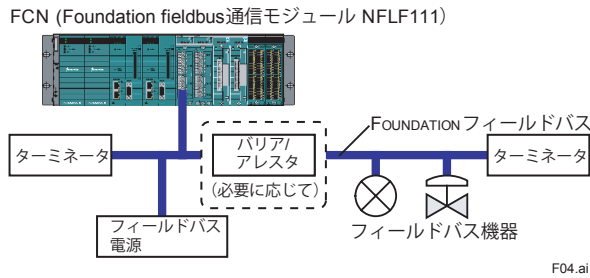 FCN (Foundation fieldbus通信モジュール NFLF111)
FOUNDATIONフィールドバス
ターミネータ
バリア/
アレスタ
ターミネータ
(必要に応じて)
フィールドバス
電源
フィールドバス機器
F04.ai